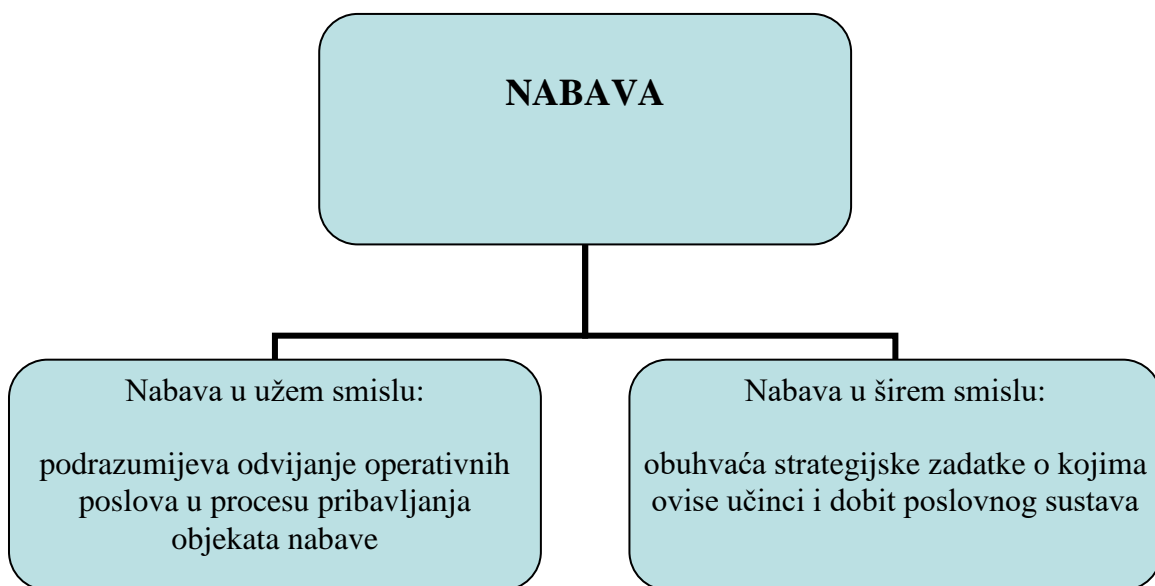 NABAVA
Nabava u užem smislu:
podrazumijeva odvijanje operativnih
poslova u procesu pribavljanja
objekata nabave
Nabava u širem smislu:
obuhvaća strategijske zadatke o kojima
ovise učinci i dobit poslovnog sustava